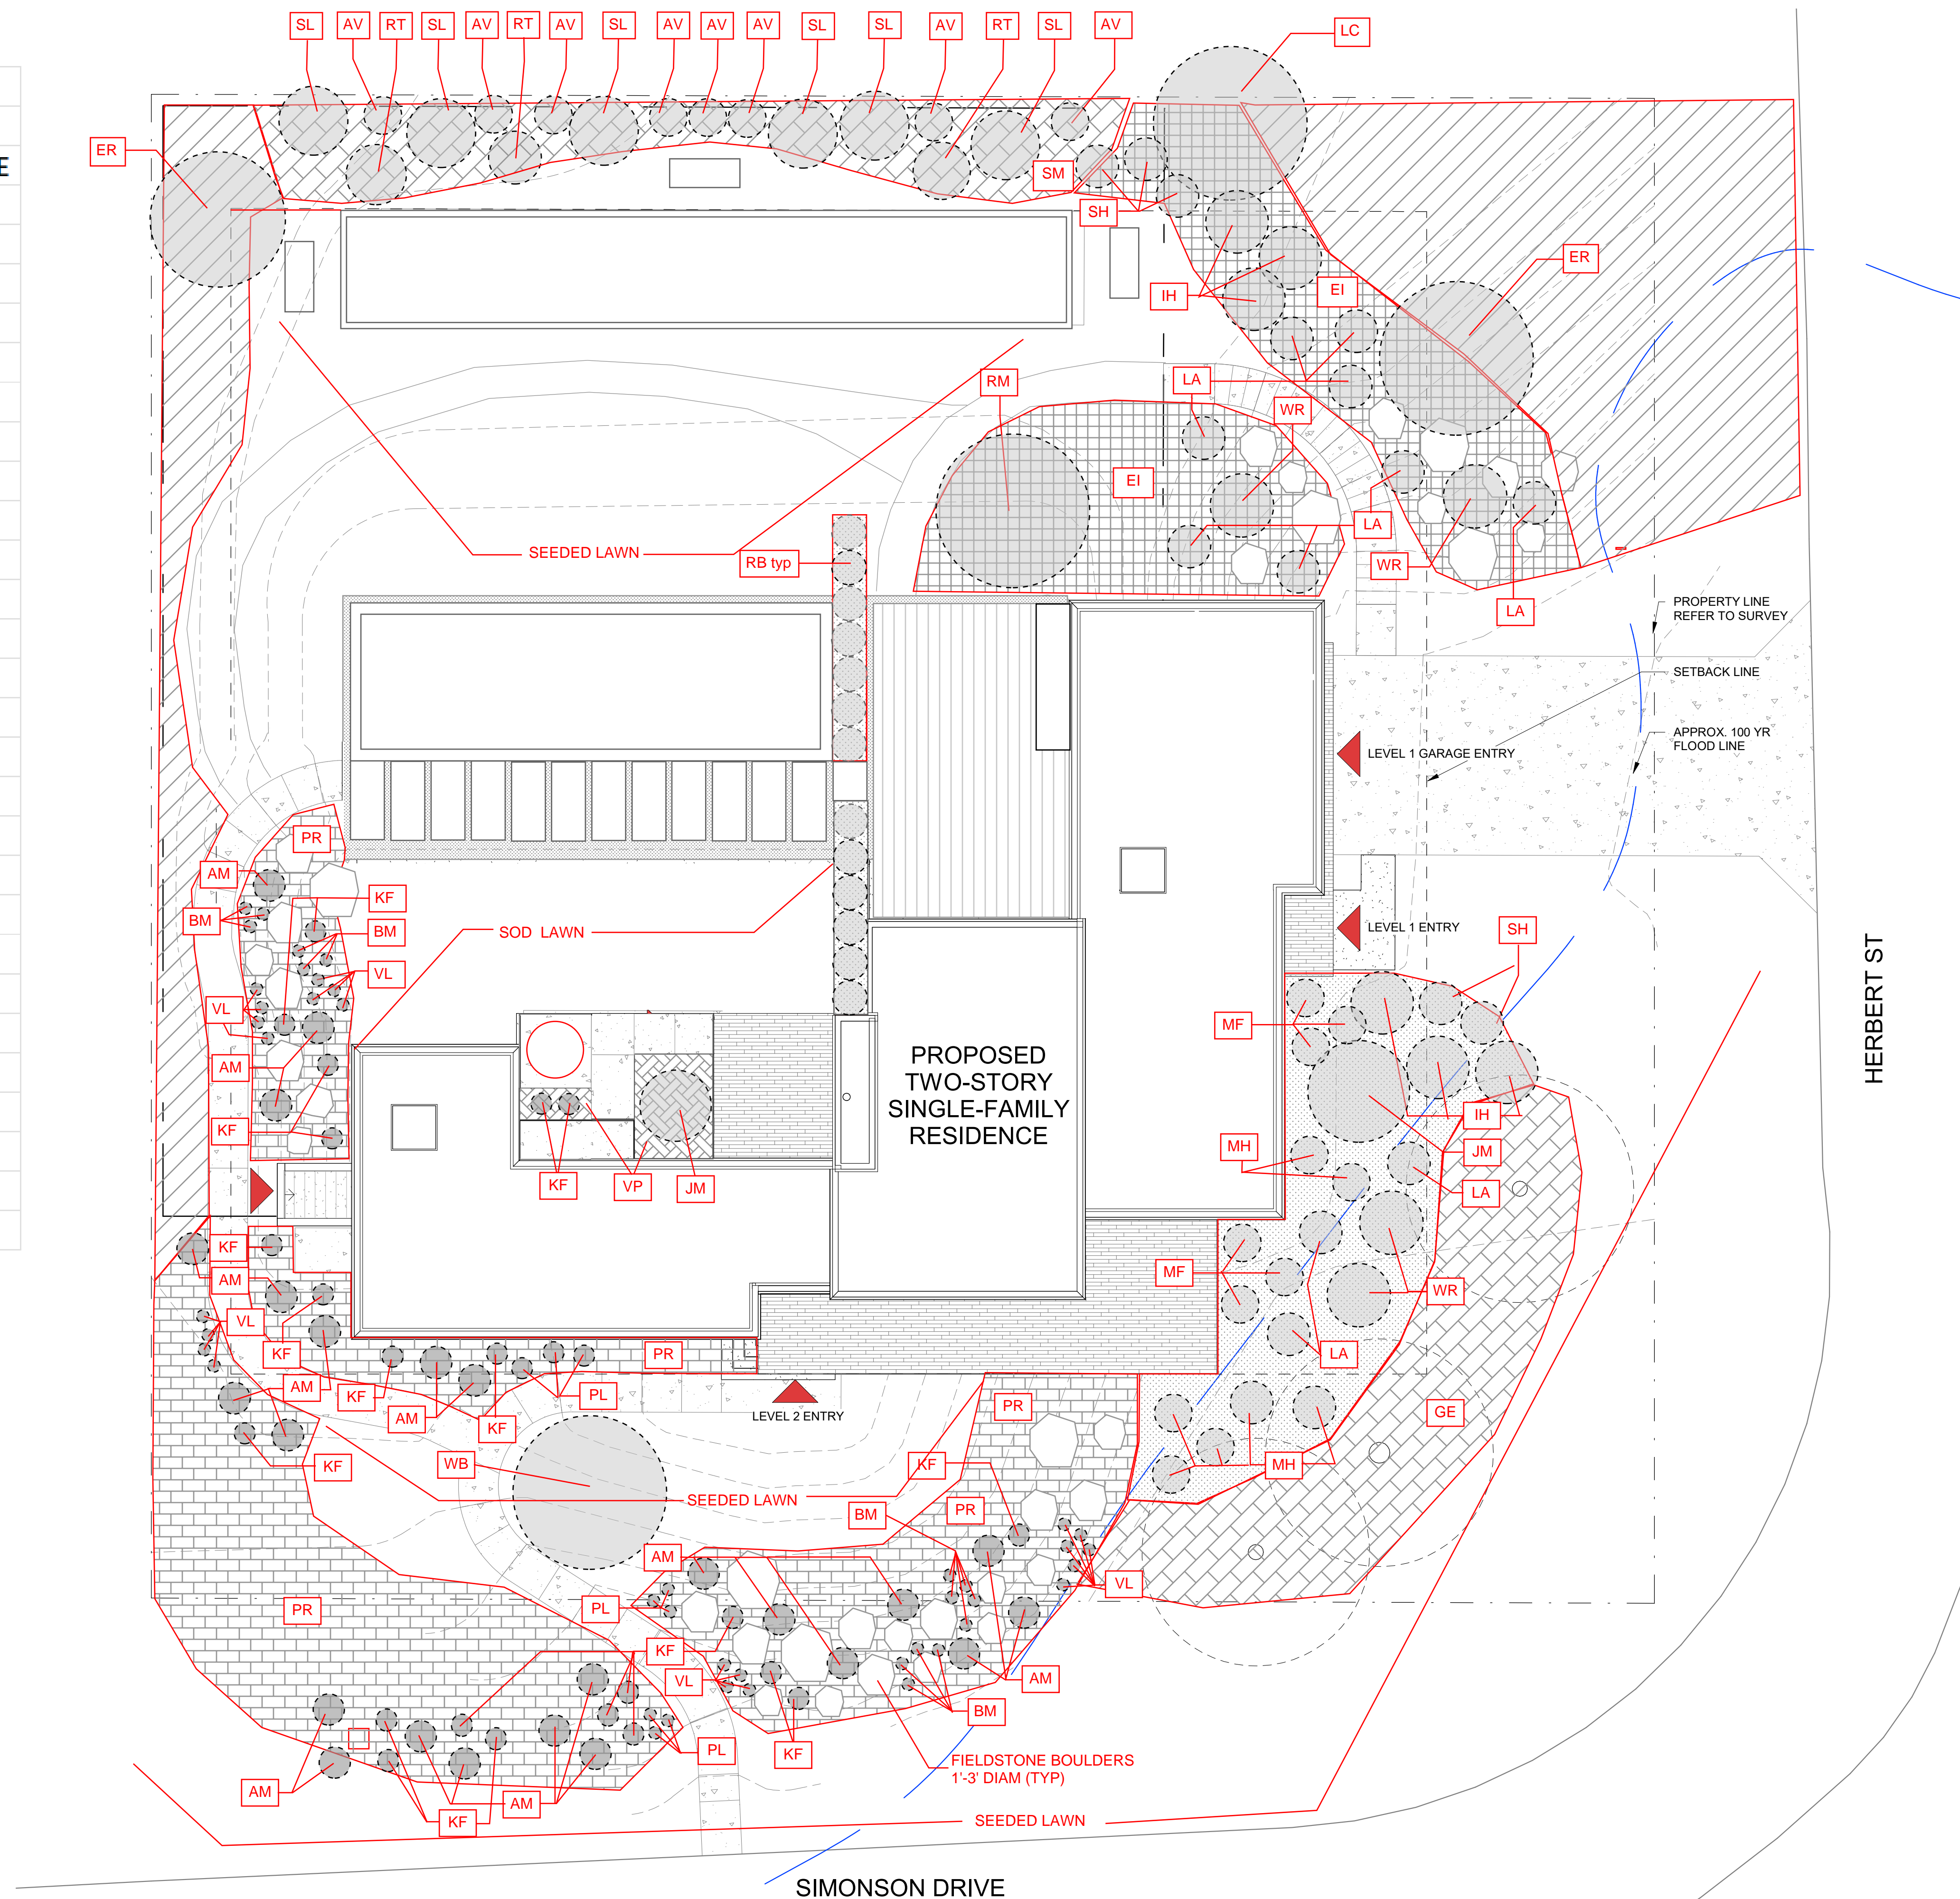 SL
AV
RT
SL
AV
RT
AV
SL
AV
AV
AV
SL
SL
AV
RT
SL
AV
LC
ER
E
SM
SH
ER
EI
IH
RM
LA
WR
EI
LA
SEEDED LAWN
RB typ
WR
LA
PROPERTY LINE
REFER TO SURVEY
SETBACK LINE
APPROX. 100 YR
FLOOD LINE
LEVEL 1 GARAGE ENTRY
PR
AM
KF
BM
BM
SOD LAWN
LEVEL 1 ENTRY
SH
VL
VL
MF
HERBERT ST
PROPOSED
TWO-STORY
SINGLE-FAMILY
RESIDENCE
AM
IH
KF
MH
JM
KF
VP
JM
LA
KF
AM
MF
WR
VL
KF
PR
LA
AM
KF
PL
AM
KF
LEVEL 2 ENTRY
PR
GE
KF
WB
KF
MH
SEEDED LAWN
BM
PR
AM
VL
PR
PL
KF
VL
AM
BM
PL
KF
FIELDSTONE BOULDERS
1'-3' DIAM (TYP)
AM
AM
KF
SEEDED LAWN
SIMONSON DRIVE